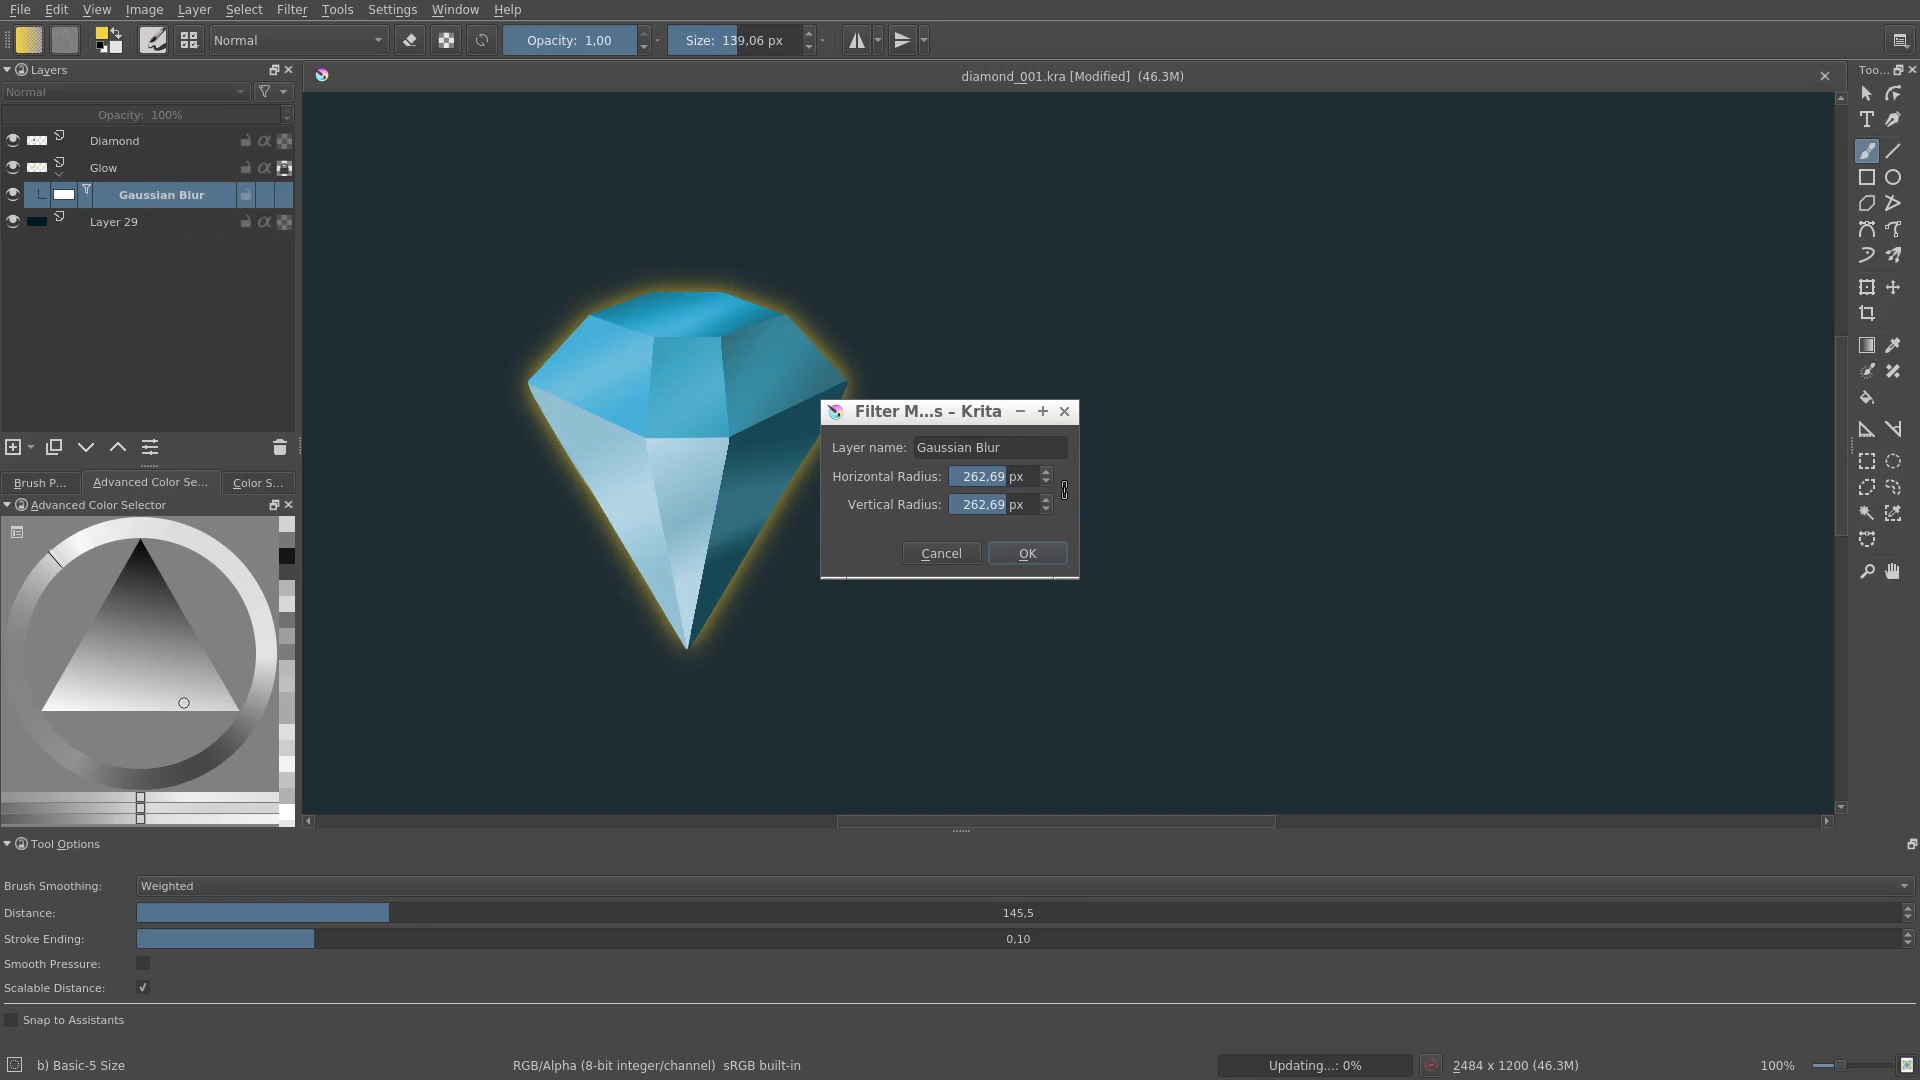 File Edit View Image Layer Select Filter Tools Settings Window Help
Normal Opacity: 1,00 Size: 139,06 px
Layers
diamond_001.kra [Modified] (46.3M)
Too...
Normal
Opacity: 100%
Diamond
Glow
Gaussian Blur
Layer 29
Filter M...s – Krita
Layer name: Gaussian Blur
Horizontal Radius: 262,69 px
Vertical Radius: 262,69 px
Cancel OK
Brush P... Advanced Color Se... Color S...
Advanced Color Selector
Tool Options
Brush Smoothing: Weighted
Distance: 145,5
Stroke Ending: 0,10
Smooth Pressure:
Scalable Distance:
Snap to Assistants
b) Basic-5 Size RGB/Alpha (8-bit integer/channel) sRGB built-in Updating...: 0% 2484 x 1200 (46.3M) 100%